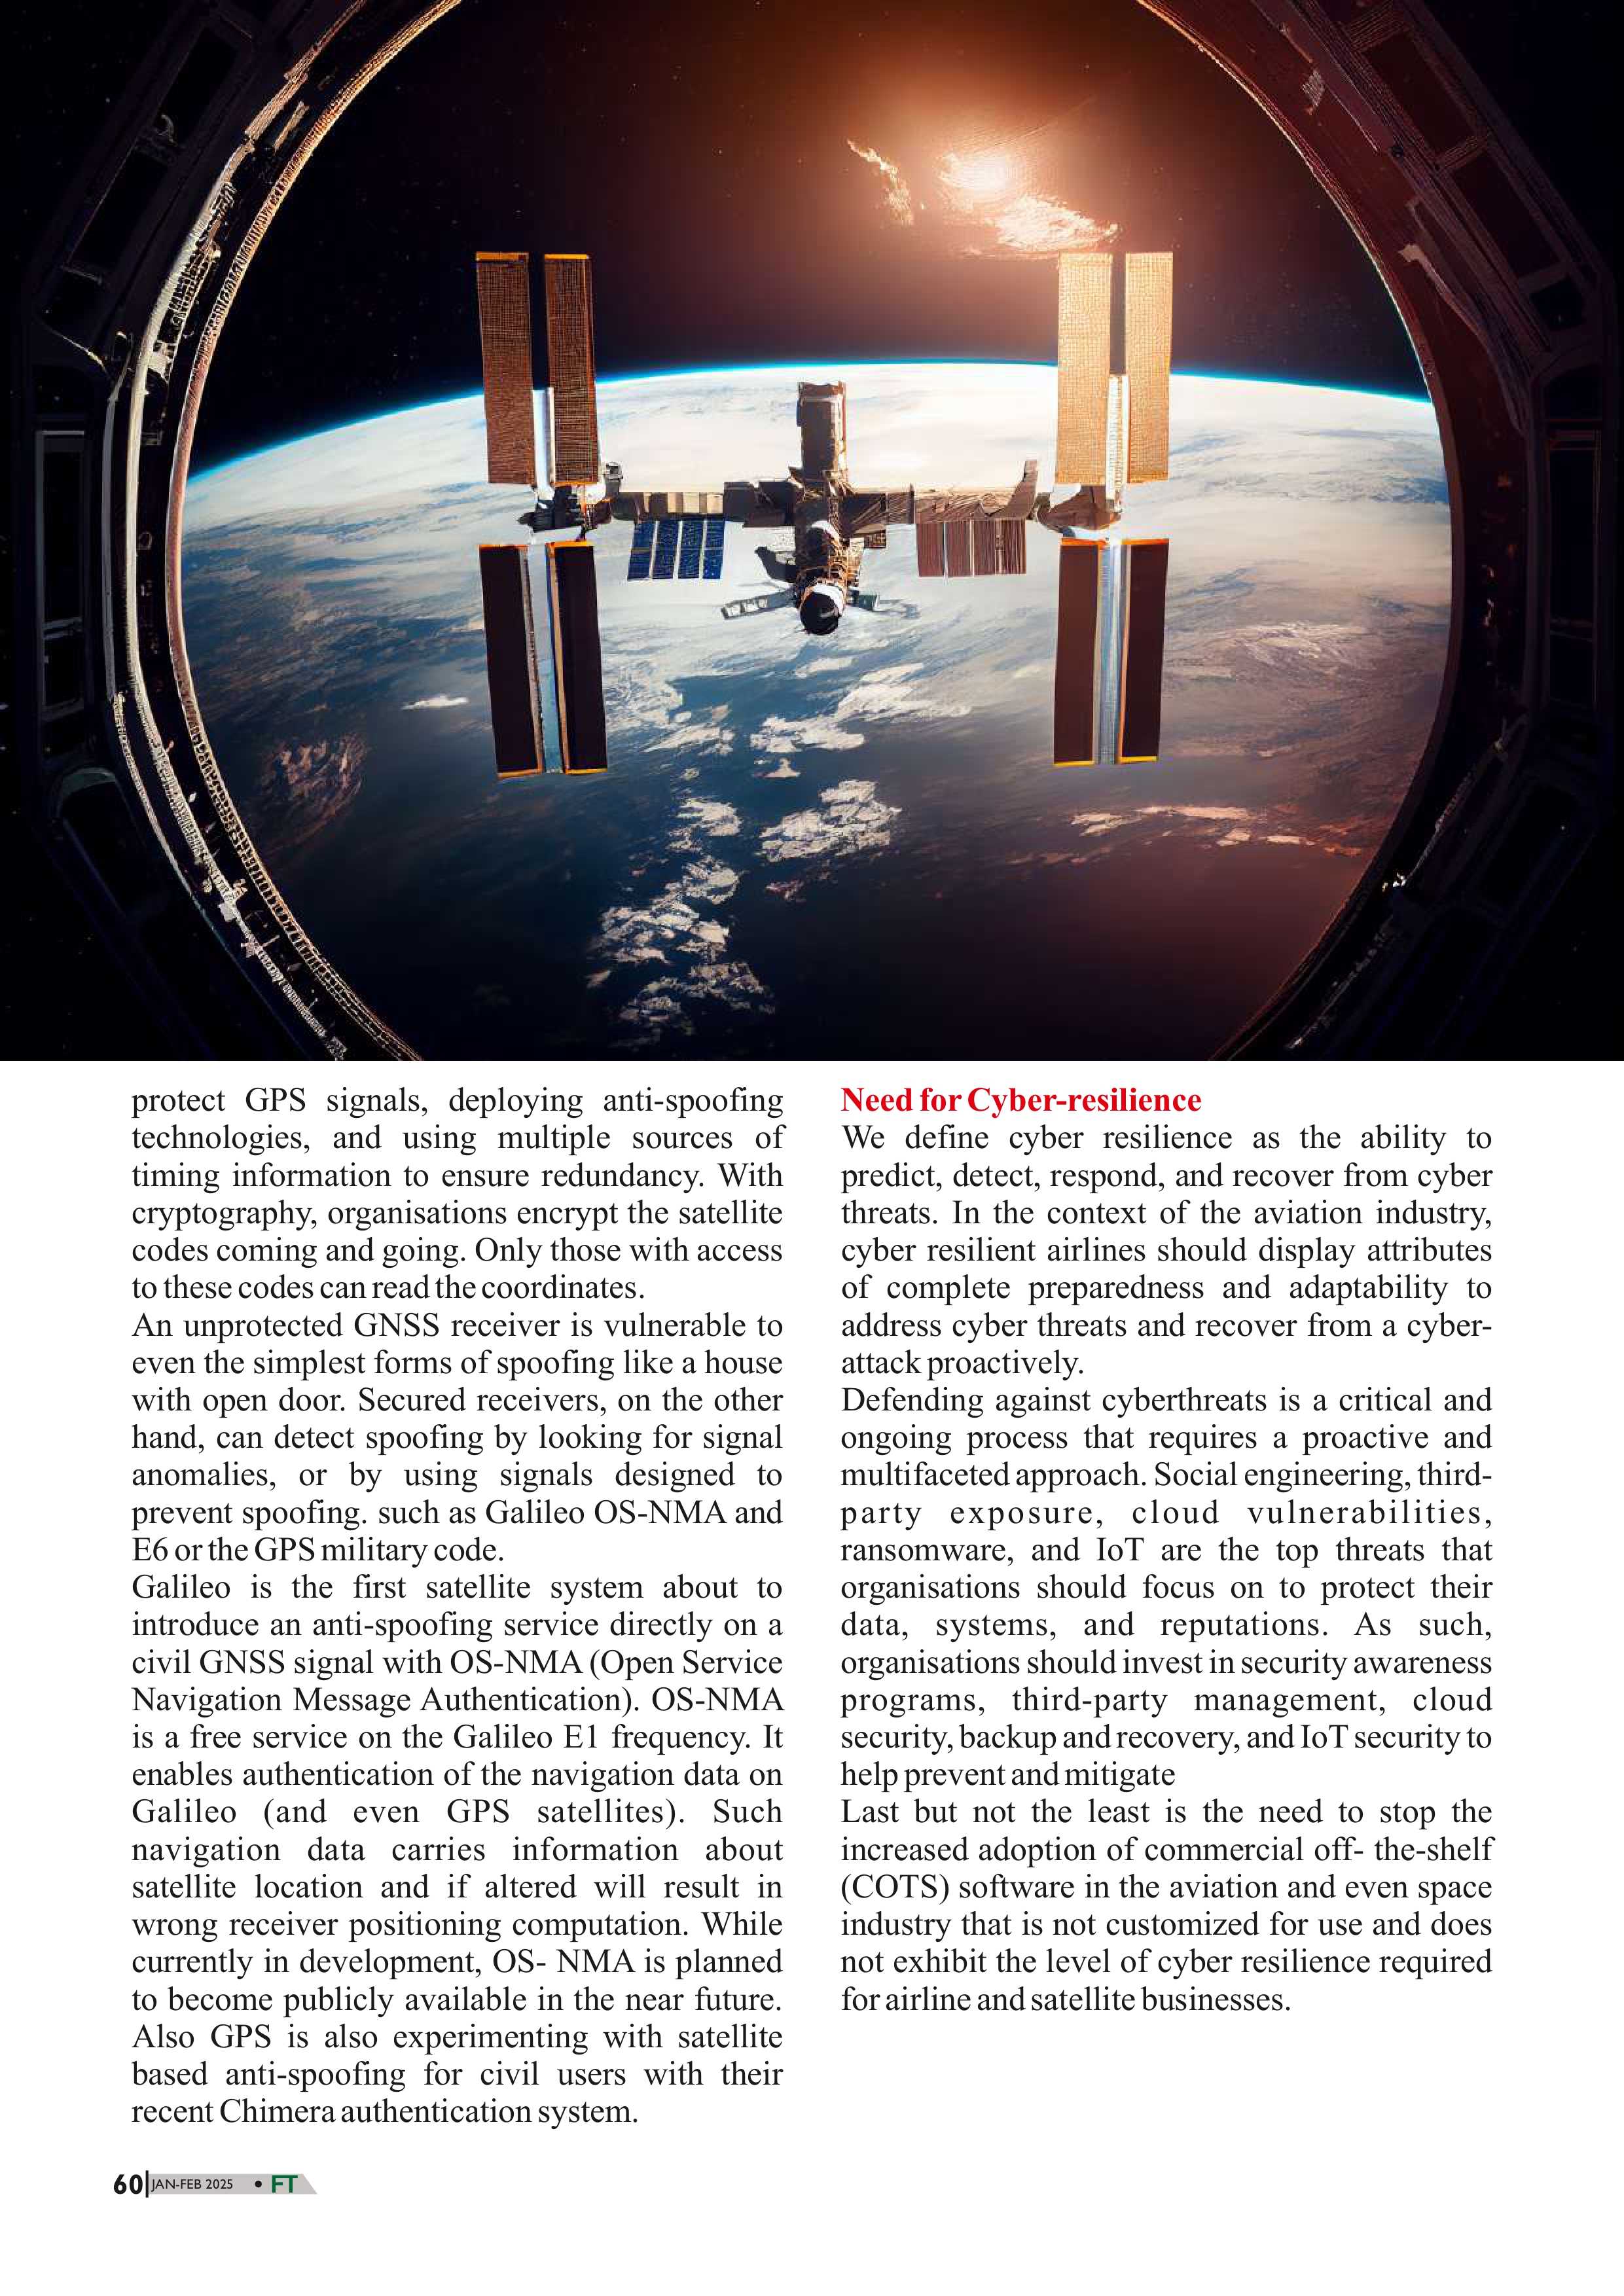 protect GPS signals, deploying anti-spoofing
technologies, and using multiple sources of
timing information to ensure redundancy. With
cryptography, organisations encrypt the satellite
codes coming and going. Only those with access
to these codes can read the coordinates.
An unprotected GNSS receiver is vulnerable to
even the simplest forms of spoofing like a house
with open door. Secured receivers, on the other
hand, can detect spoofing by looking for signal
anomalies, or by using signals designed to
prevent spoofing. such as Galileo OS-NMA and
E6 or the GPS military code.
Galileo is the first satellite system about to
introduce an anti-spoofing service directly on a
civil GNSS signal with OS-NMA (Open Service
Navigation Message Authentication). OS-NMA
is a free service on the Galileo E1 frequency. It
enables authentication of the navigation data on
Galileo (and even GPS satellites). Such
navigation data carries information about
satellite location and if altered will result in
wrong receiver positioning computation. While
currently in development, OS- NMA is planned
to become publicly available in the near future.
Also GPS is also experimenting with satellite
based anti-spoofing for civil users with their
recent Chimera authentication system.
Need for Cyber-resilience
We define cyber resilience as the ability to
predict, detect, respond, and recover from cyber
threats. In the context of the aviation industry,
cyber resilient airlines should display attributes
of complete preparedness and adaptability to
address cyber threats and recover from a cyber-
attack proactively.
Defending against cyberthreats is a critical and
ongoing process that requires a proactive and
multifaceted approach. Social engineering, third-
party exposure, cloud vulnerabilities,
ransomware, and IoT are the top threats that
organisations should focus on to protect their
data, systems, and reputations. As such,
organisations should invest in security awareness
programs, third-party management, cloud
security, backup and recovery, and IoT security to
help prevent and mitigate
Last but not the least is the need to stop the
increased adoption of commercial off- the-shelf
(COTS) software in the aviation and even space
industry that is not customized for use and does
not exhibit the level of cyber resilience required
for airline and satellite businesses.
60 JAN-FEB 2025 • FT